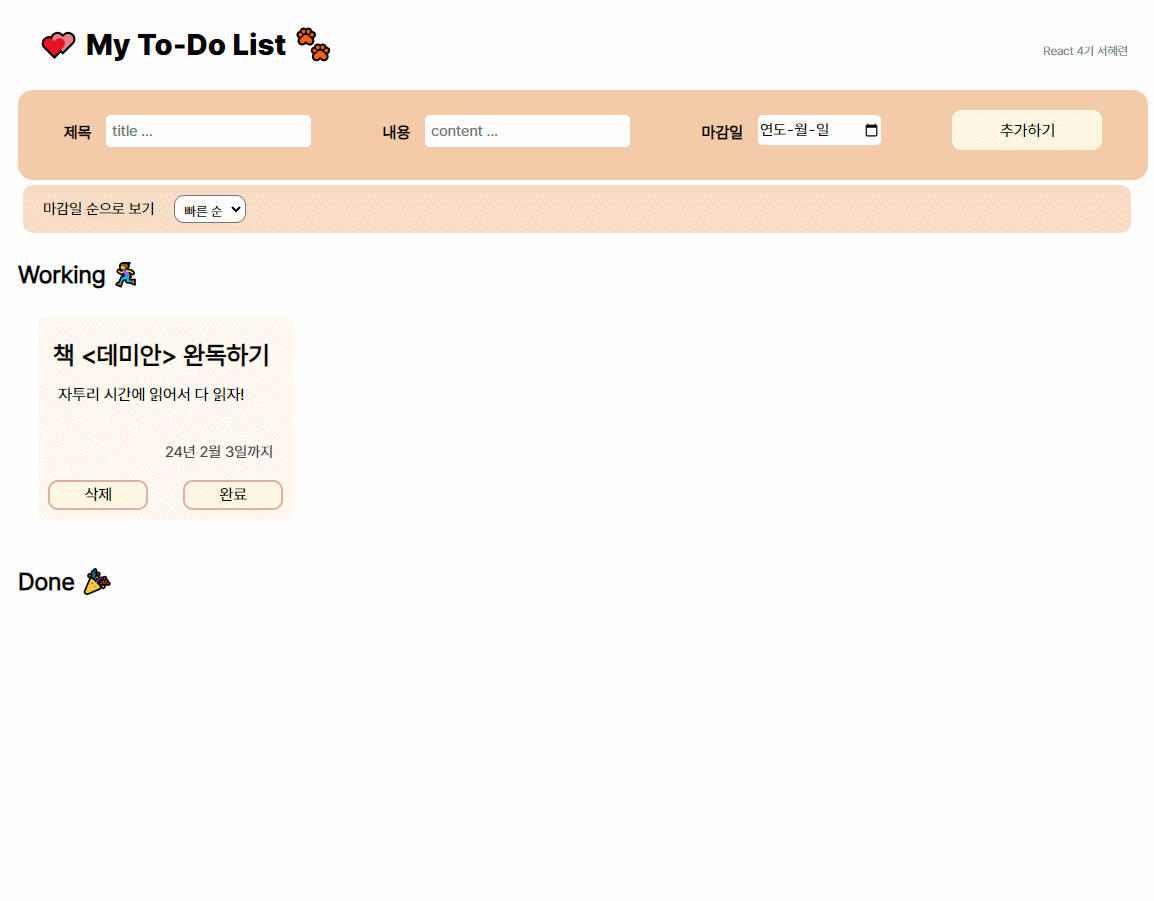 My To-Do List
React 4기 서혜련
제목 title ... 내용 content ... 마감일 연도-월-일 추가하기
마감일 순으로 보기 빠른 순
Working
책 <데미안> 완독하기
자투리 시간에 읽어서 다 읽자!
24년 2월 3일까지
삭제 완료
Done